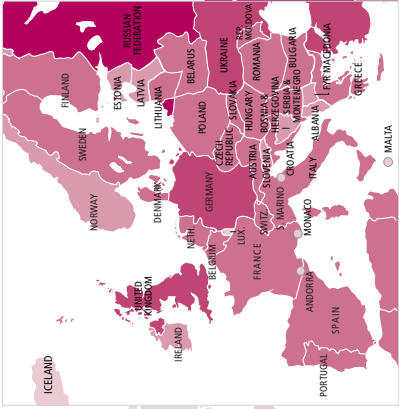 RUSSIAN
FEDERATION
FINLAND
ESTONIA
LATVIA
LITHUANIA
BELARUS
UKRAINE
REP.
MOLDOVA
ROMANIA
BULGARIA
F.Y.R MACEDONIA
GREECE
SWEDEN
NORWAY
DENMARK
POLAND
CZECH
REPUBLIC
SLOVAKIA
HUNGARY
BOSNIA &
HERZEGOVINA
SERBIA &
MONTENEGRO
ALBANIA
AUSTRIA
SLOVENIA
CROATIA
ITALY
S. MARINO
MALTA
GERMANY
NETH.
BELGIUM
LUX.
SWITZ.
FRANCE
MONACO
UNITED
KINGDOM
IRELAND
ICELAND
ANDORRA
SPAIN
PORTUGAL